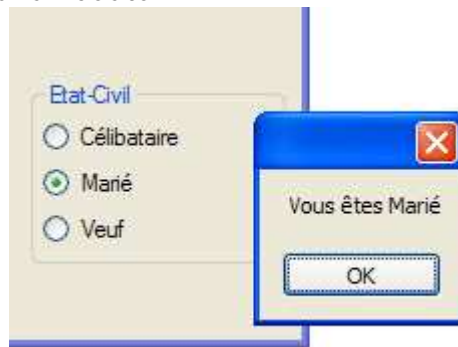 Etat-Civil
Célibataire
Marié
Veuf
Vous êtes Marié
OK